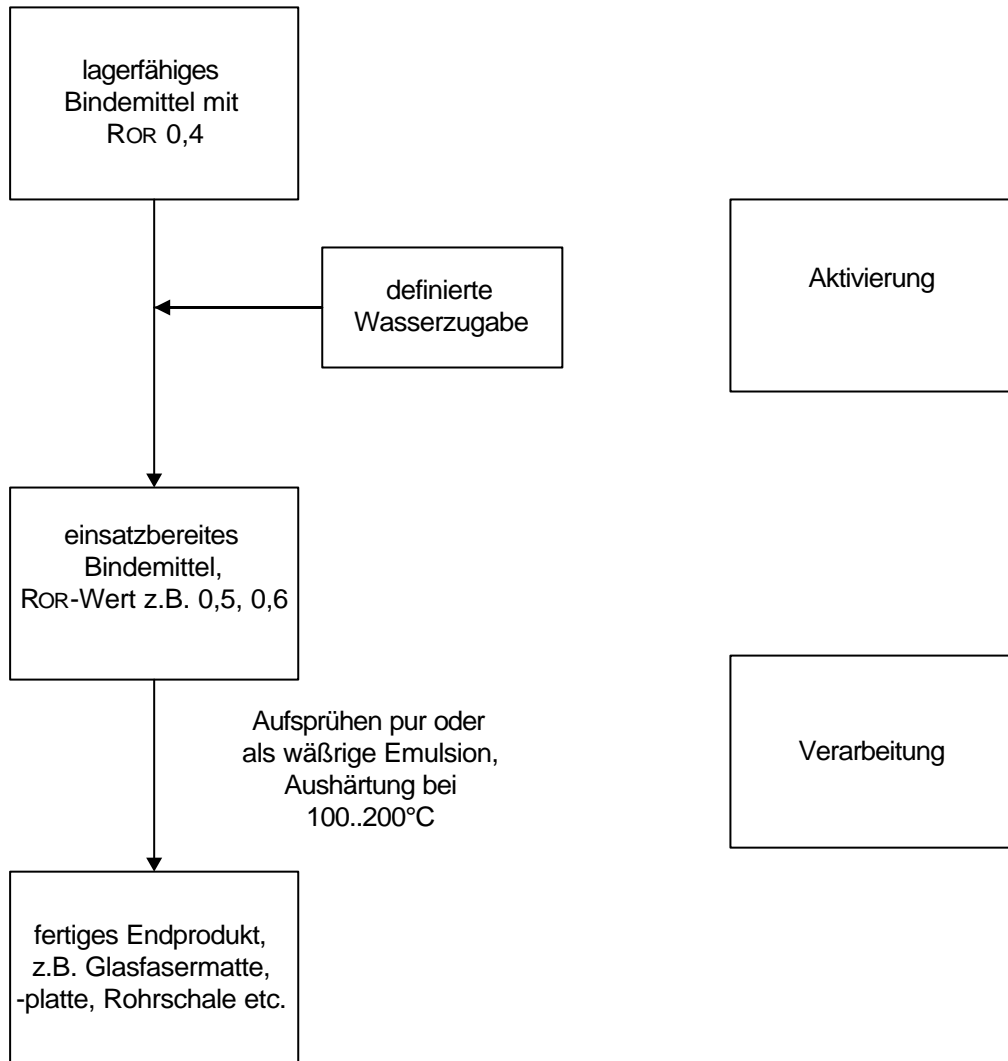 lagerfähiges
Bindemittel mit
ROR 0,4
definierte
Wasserzugabe
Aktivierung
einsatzbereites
Bindemittel,
ROR-Wert z.B. 0,5, 0,6
Aufsprühen pur oder
als wäßrige Emulsion,
Aushärtung bei
100..200°C
Verarbeitung
fertiges Endprodukt,
z.B. Glasfasermatte,
-platte, Rohrschale etc.